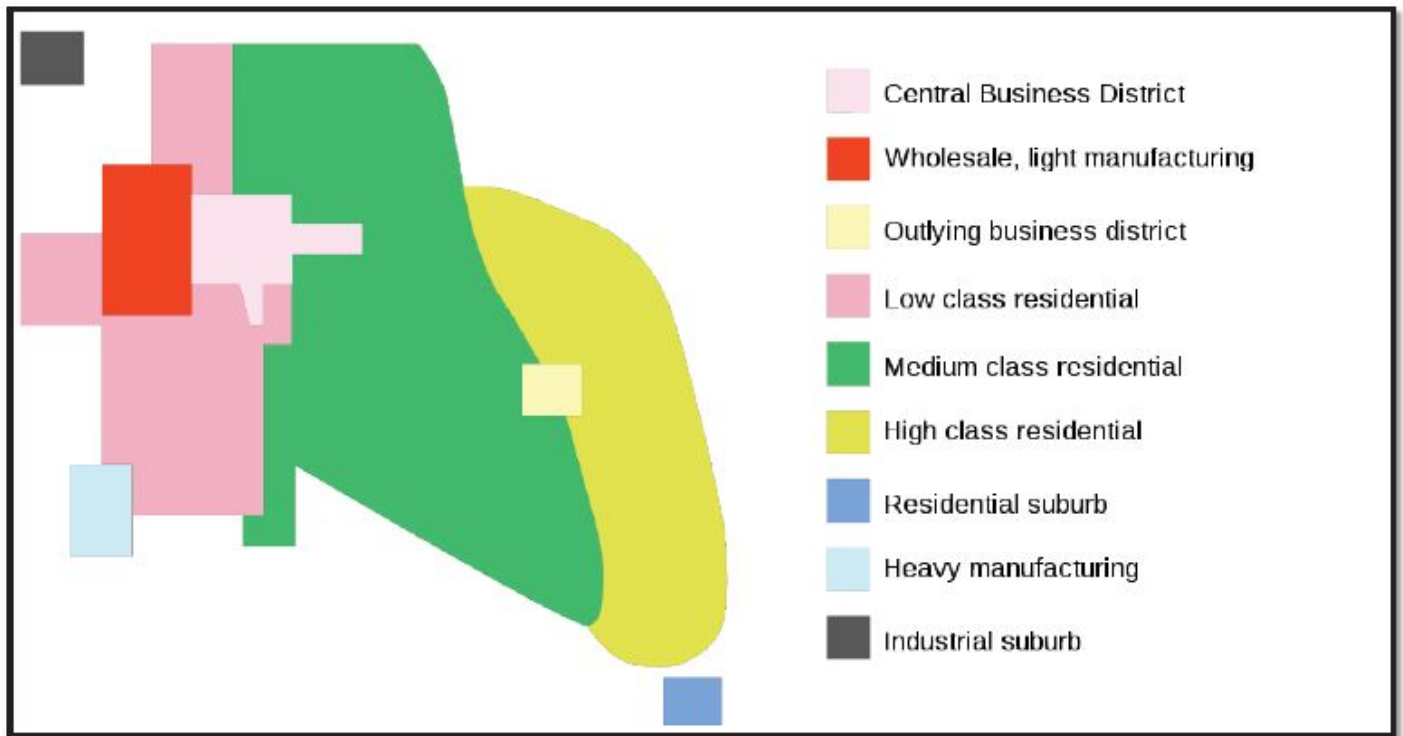 Central Business District
Wholesale, light manufacturing
Outlying business district
Low class residential
Medium class residential
High class residential
Residential suburb
Heavy manufacturing
Industrial suburb